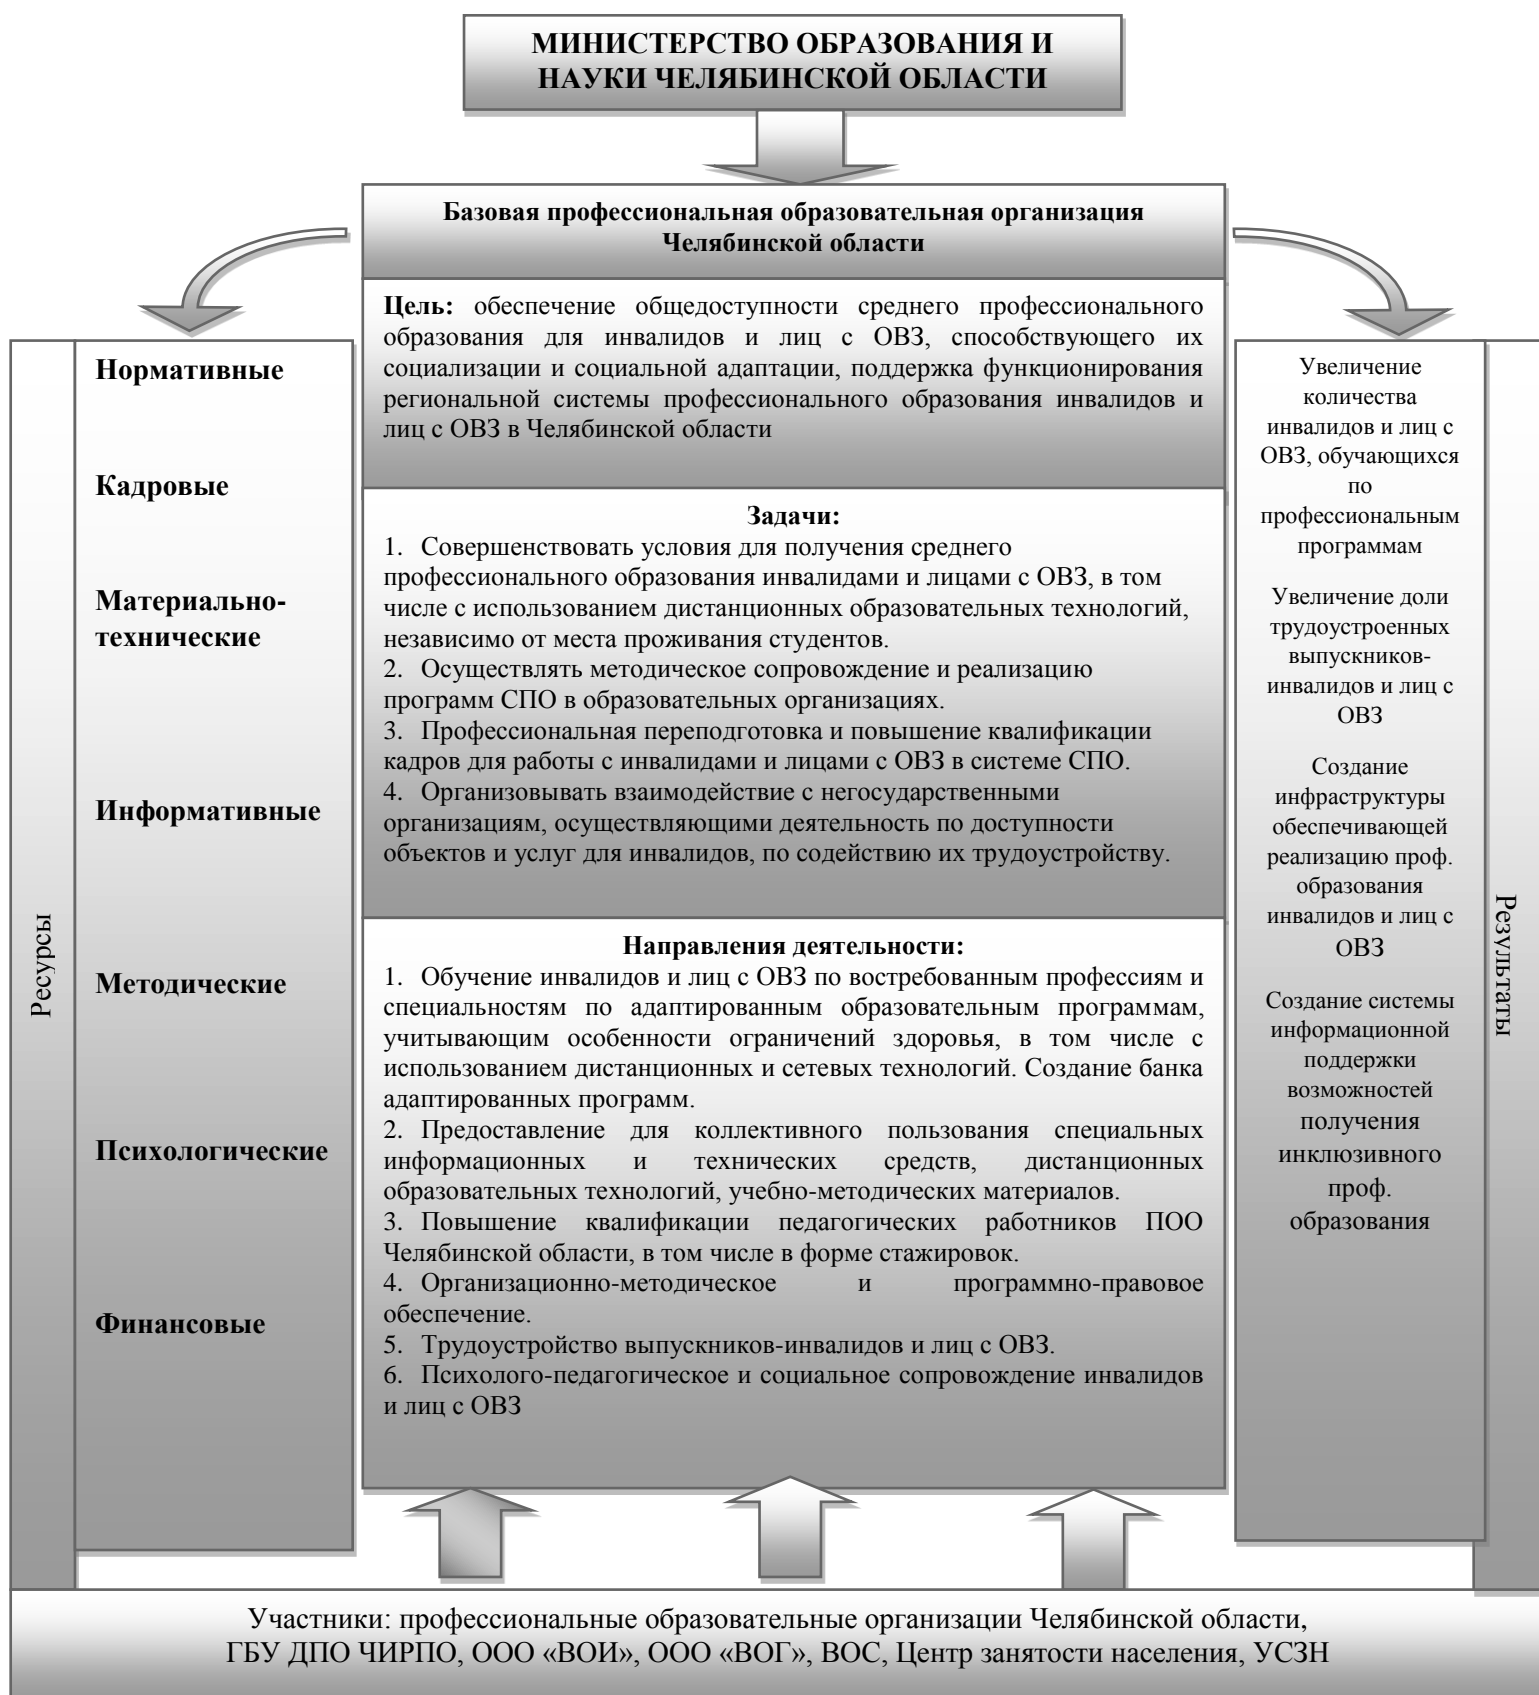 МИНИСТЕРСТВО ОБРАЗОВАНИЯ И
НАУКИ ЧЕЛЯБИНСКОЙ ОБЛАСТИ
Базовая профессиональная образовательная организация
Челябинской области
Цель: обеспечение общедоступности среднего профессионального
образования для инвалидов и лиц с ОВЗ, способствующего их
социализации и социальной адаптации, поддержка функционирования
региональной системы профессионального образования инвалидов и
лиц с ОВЗ в Челябинской области
Задачи:
1. Совершенствовать условия для получения среднего
профессионального образования инвалидами и лицами с ОВЗ, в том
числе с использованием дистанционных образовательных технологий,
независимо от места проживания студентов.
2. Осуществлять методическое сопровождение и реализацию
программ СПО в образовательных организациях.
3. Профессиональная переподготовка и повышение квалификации
кадров для работы с инвалидами и лицами с ОВЗ в системе СПО.
4. Организовывать взаимодействие с негосударственными
организациям, осуществляющими деятельность по доступности
объектов и услуг для инвалидов, по содействию их трудоустройству.
Направления деятельности:
1. Обучение инвалидов и лиц с ОВЗ по востребованным профессиям и
специальностям по адаптированным образовательным программам,
учитывающим особенности ограничений здоровья, в том числе с
использованием дистанционных и сетевых технологий. Создание банка
адаптированных программ.
2. Предоставление для коллективного пользования специальных
информационных и технических средств, дистанционных
образовательных технологий, учебно-методических материалов.
3. Повышение квалификации педагогических работников ПОО
Челябинской области, в том числе в форме стажировок.
4. Организационно-методическое и программно-правовое
обеспечение.
5. Трудоустройство выпускников-инвалидов и лиц с ОВЗ.
6. Психолого-педагогическое и социальное сопровождение инвалидов
и лиц с ОВЗ
Ресурсы
Нормативные
Кадровые
Материально-
технические
Информативные
Методические
Психологические
Финансовые
Увеличение
количества
инвалидов и лиц с
ОВЗ, обучающихся
по
профессиональным
программам
Увеличение доли
трудоустроенных
выпускников-
инвалидов и лиц с
ОВЗ
Создание
инфраструктуры
обеспечивающей
реализацию проф.
образования
инвалидов и лиц с
ОВЗ
Создание системы
информационной
поддержки
возможностей
получения
инклюзивного
проф.
образования
Результаты
Участники: профессиональные образовательные организации Челябинской области,
ГБУ ДПО ЧИРПО, ООО «ВОИ», ООО «ВОГ», ВОС, Центр занятости населения, УСЗН